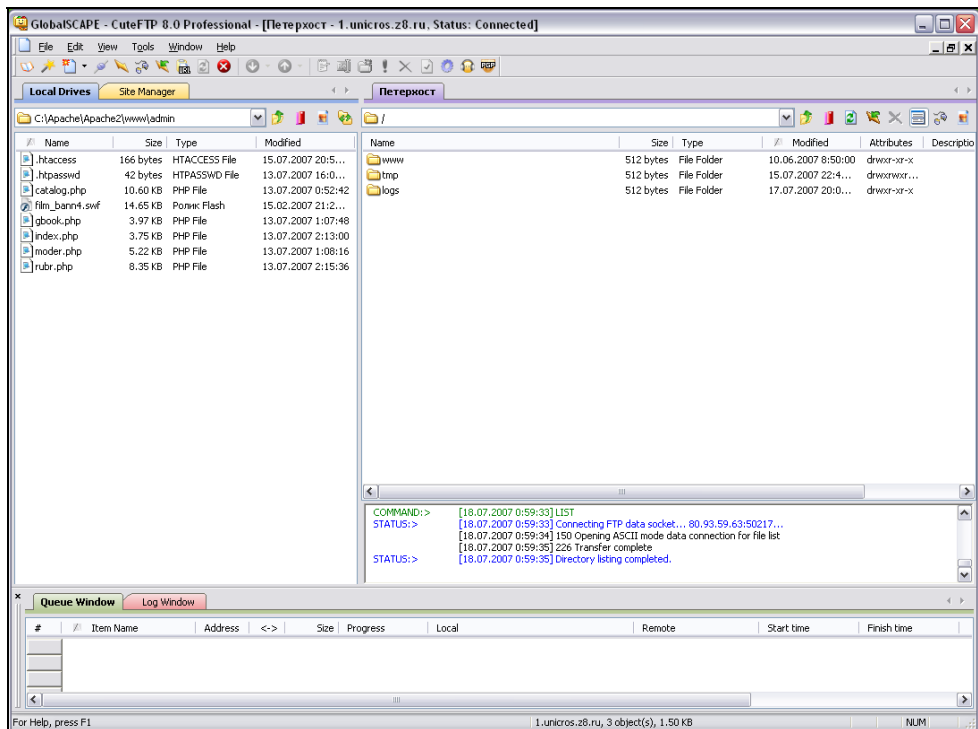 GlobalSCAPE - CuteFTP 8.0 Professional - [Петерхост - 1.unicros.z8.ru, Status: Connected]
File Edit View Tools Window Help
Local Drives Site Manager
Петерхост
C:\Apache\Apache2\www\admin
/
Name Size Type Modified
.htaccess 166 bytes HTACCESS File 15.07.2007 20:5...
.htpasswd 42 bytes HTPASSWD File 13.07.2007 16:0...
catalog.php 10.60 KB PHP File 13.07.2007 0:52:42
film_bann4.swf 14.65 KB Ролик Flash 15.02.2007 21:2...
gbook.php 3.97 KB PHP File 13.07.2007 1:07:48
index.php 3.75 KB PHP File 13.07.2007 2:13:00
moder.php 5.22 KB PHP File 13.07.2007 1:08:16
rubr.php 8.35 KB PHP File 13.07.2007 2:15:36
Name Size Type Modified Attributes Descriptio
www 512 bytes File Folder 10.06.2007 8:50:00 drwxr-xr-x
tmp 512 bytes File Folder 15.07.2007 22:4... drwxrwxr...
logs 512 bytes File Folder 17.07.2007 20:0... drwxr-xr-x
COMMAND:> [18.07.2007 0:59:33] LIST
STATUS:> [18.07.2007 0:59:33] Connecting FTP data socket... 80.93.59.63:50217...
[18.07.2007 0:59:34] 150 Opening ASCII mode data connection for file list
[18.07.2007 0:59:35] 226 Transfer complete
STATUS:> [18.07.2007 0:59:35] Directory listing completed.
Queue Window Log Window
# Item Name Address <-> Size Progress Local Remote Start time Finish time
For Help, press F1
1.unicros.z8.ru, 3 object(s), 1.50 KB
NUM